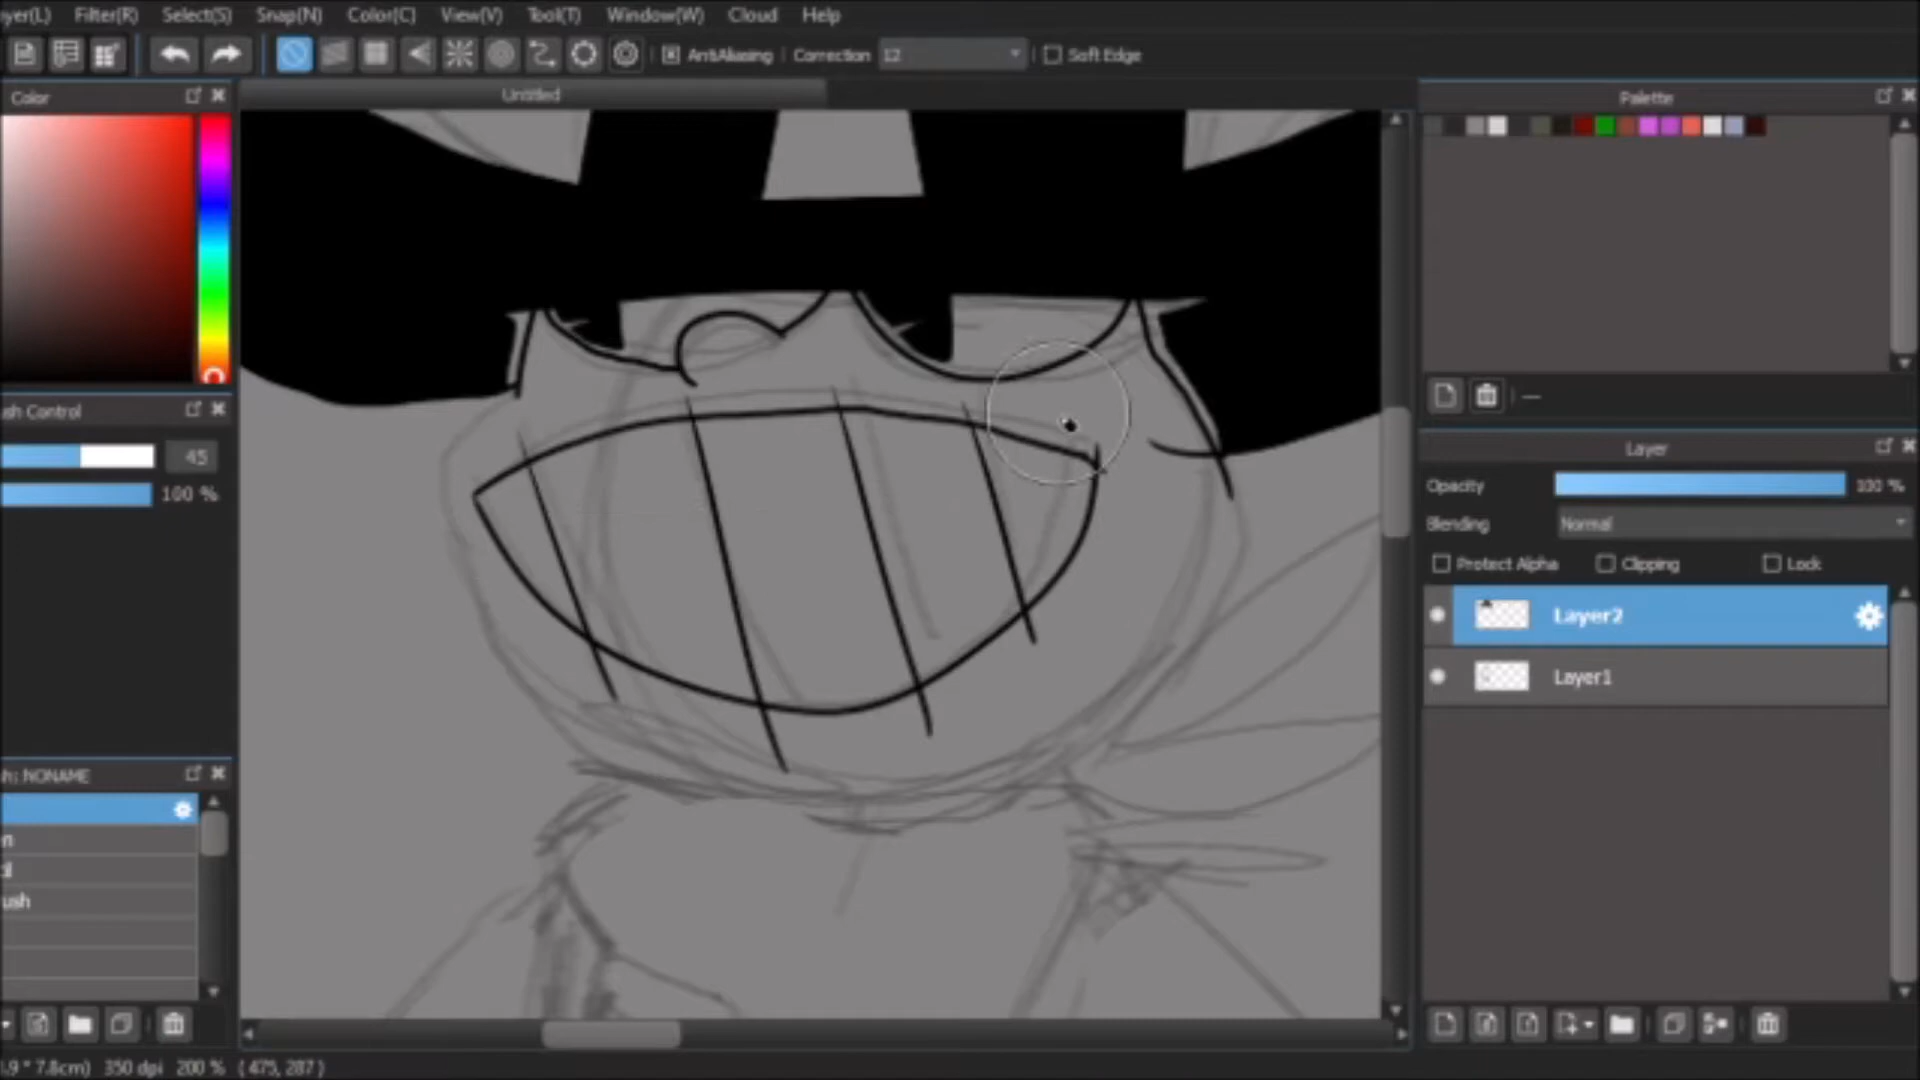 yer(L) Filter(R) Select(S) Snap(N) Color(C) View(V) Tool(T) Window(W) Cloud Help
AntiAliasing Correction 12 Soft Edge
Color
Untitled
Palette
ush Control
45
100 %
Layer
Opacity 100 %
Blending Normal
Protect Alpha Clipping Lock
Layer2
Layer1
h: NONAME
n
ush
.9 * 7.8cm) 350 dpi 200 % ( 475, 287 )